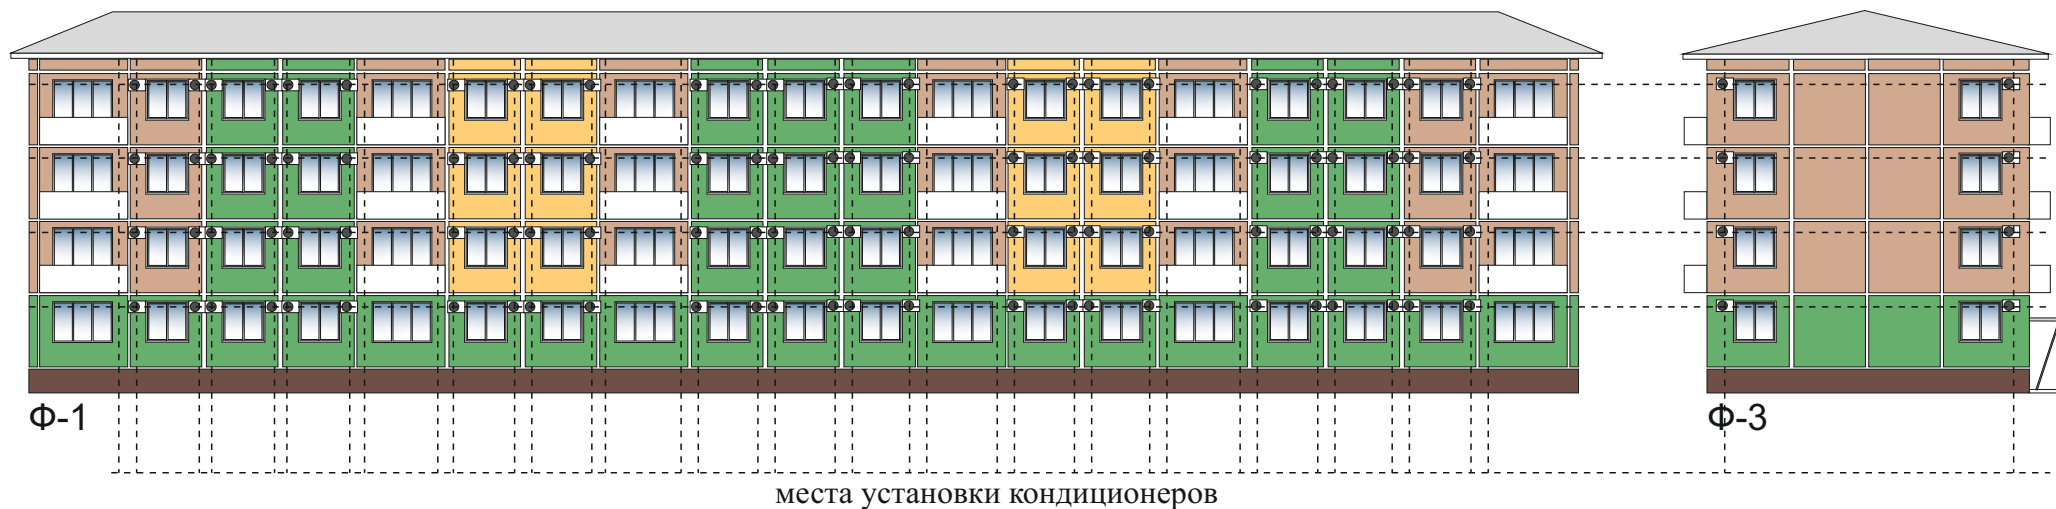 Ф-1
Ф-3
места установки кондиционеров